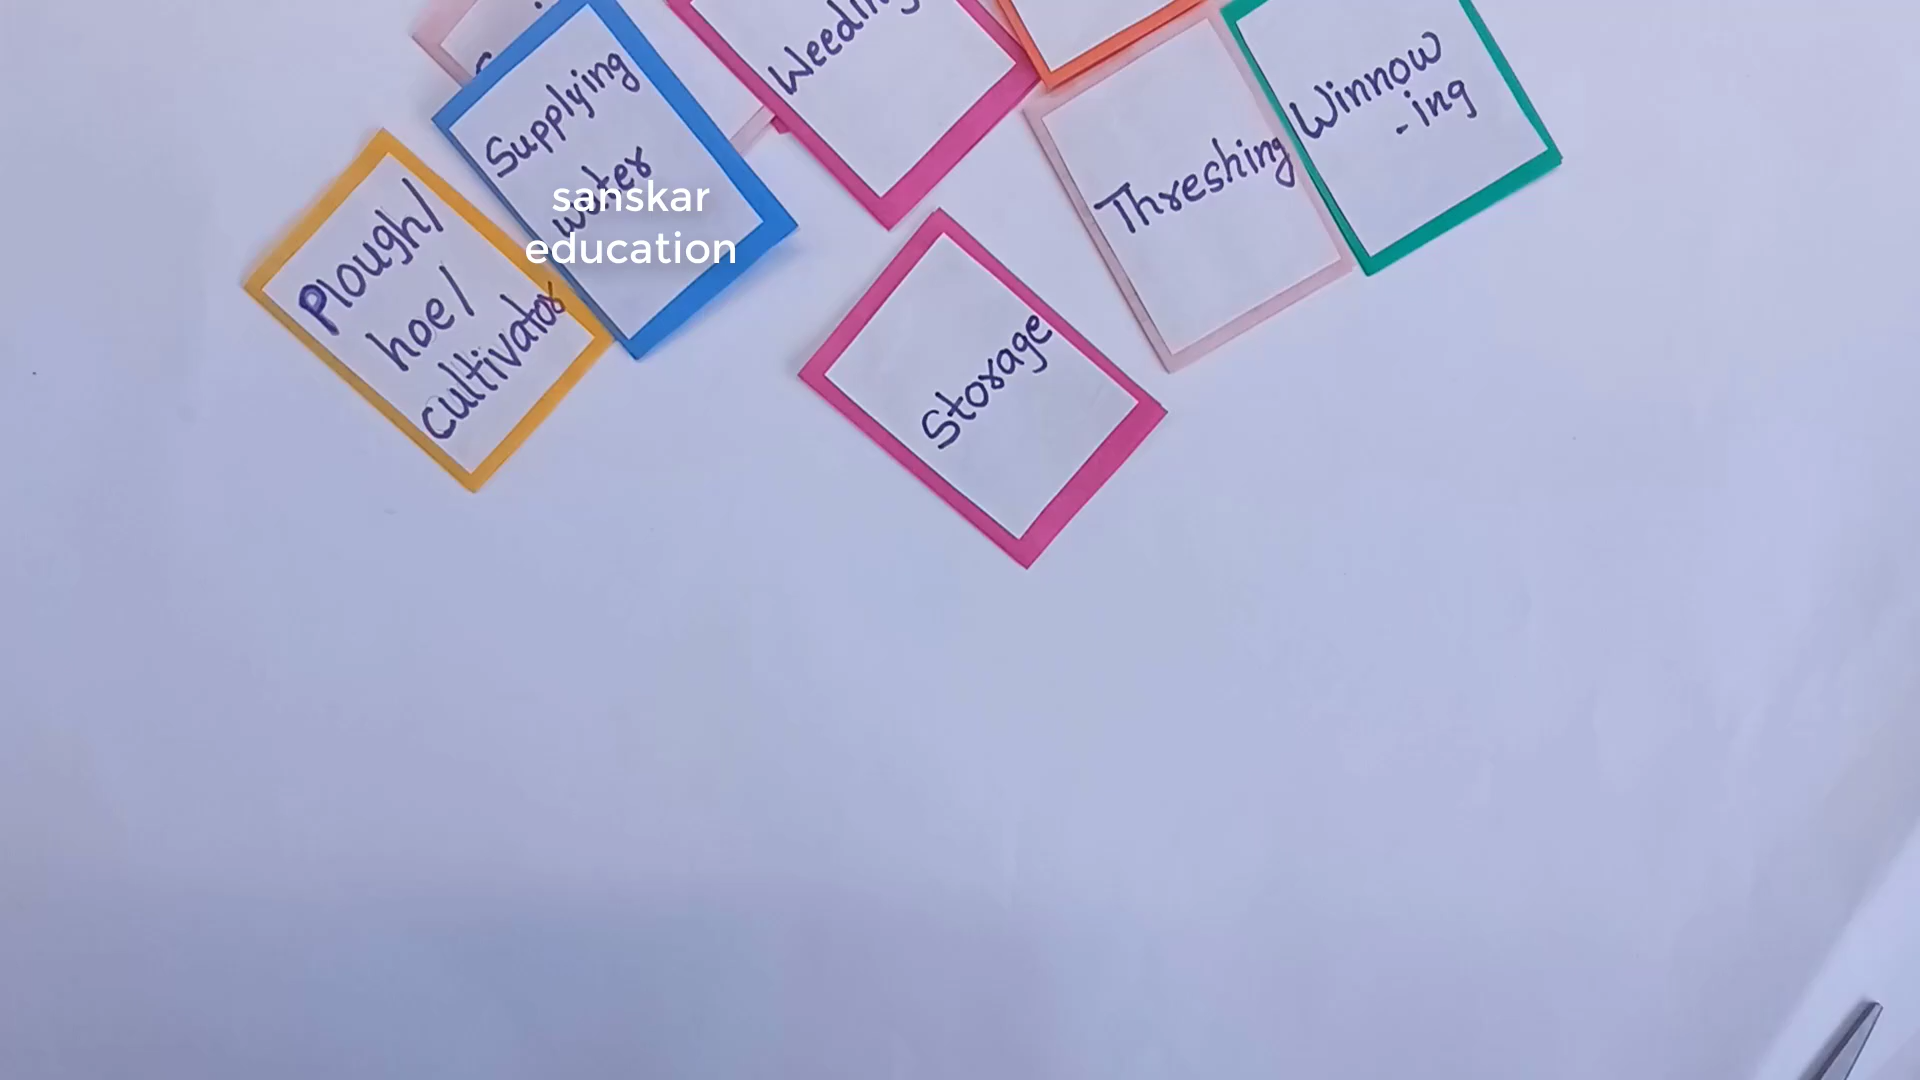 Plough/
hoe/
cultivator
Supplying
water
sanskar
education
Weeding
Storage
Threshing
Winnow
-ing